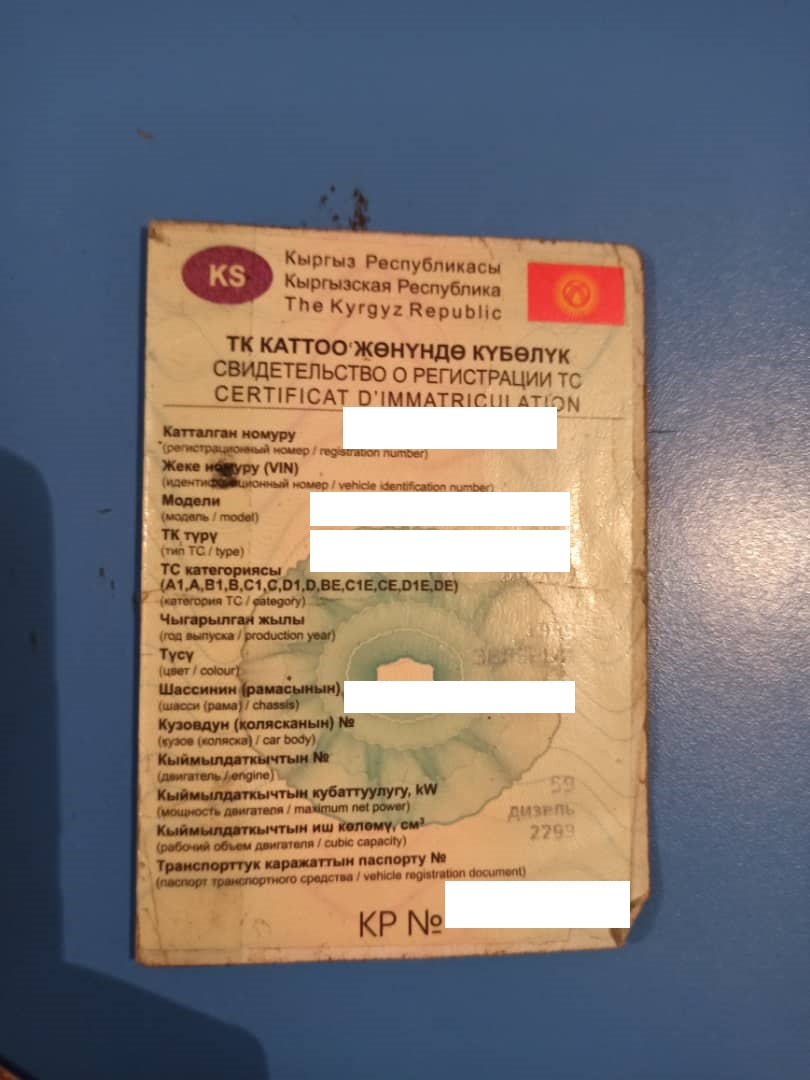 KS
Кыргыз Республикасы
Кыргызская Республика
The Kyrgyz Republic
ТК КАТТОО ЖӨНҮНДӨ КҮБӨЛҮК
СВИДЕТЕЛЬСТВО О РЕГИСТРАЦИИ ТС
CERTIFICAT D'IMMATRICULATION
Катталган номуру
(регистрационный номер / registration number)
Жеке номуру (VIN)
(идентификационный номер / vehicle identification number)
Модели
(модель / model)
ТК түрү
(тип ТС / type)
ТС категориясы
(A1,A,B1,B,C1,C,D1,D,BE,C1E,CE,D1E,DE)
(категория ТС / category)
Чыгарылган жылы
(год выпуска / production year)
Түсү
(цвет / colour)
Шассинин (рамасынын)
(шасси (рама) / chassis)
Кузовдун (колясканын) №
(кузов (коляска) / car body)
Кыймылдаткычтын №
(двигатель / engine)
Кыймылдаткычтын кубаттуулугу, kW 59
(мощность двигателя / maximum net power) дизель
Кыймылдаткычтын иш көлөмү, см³ 2299
(рабочий объем двигателя / cubic capacity)
Транспорттук каражаттын паспорту №
(паспорт транспортного средства / vehicle registration document)
КР №